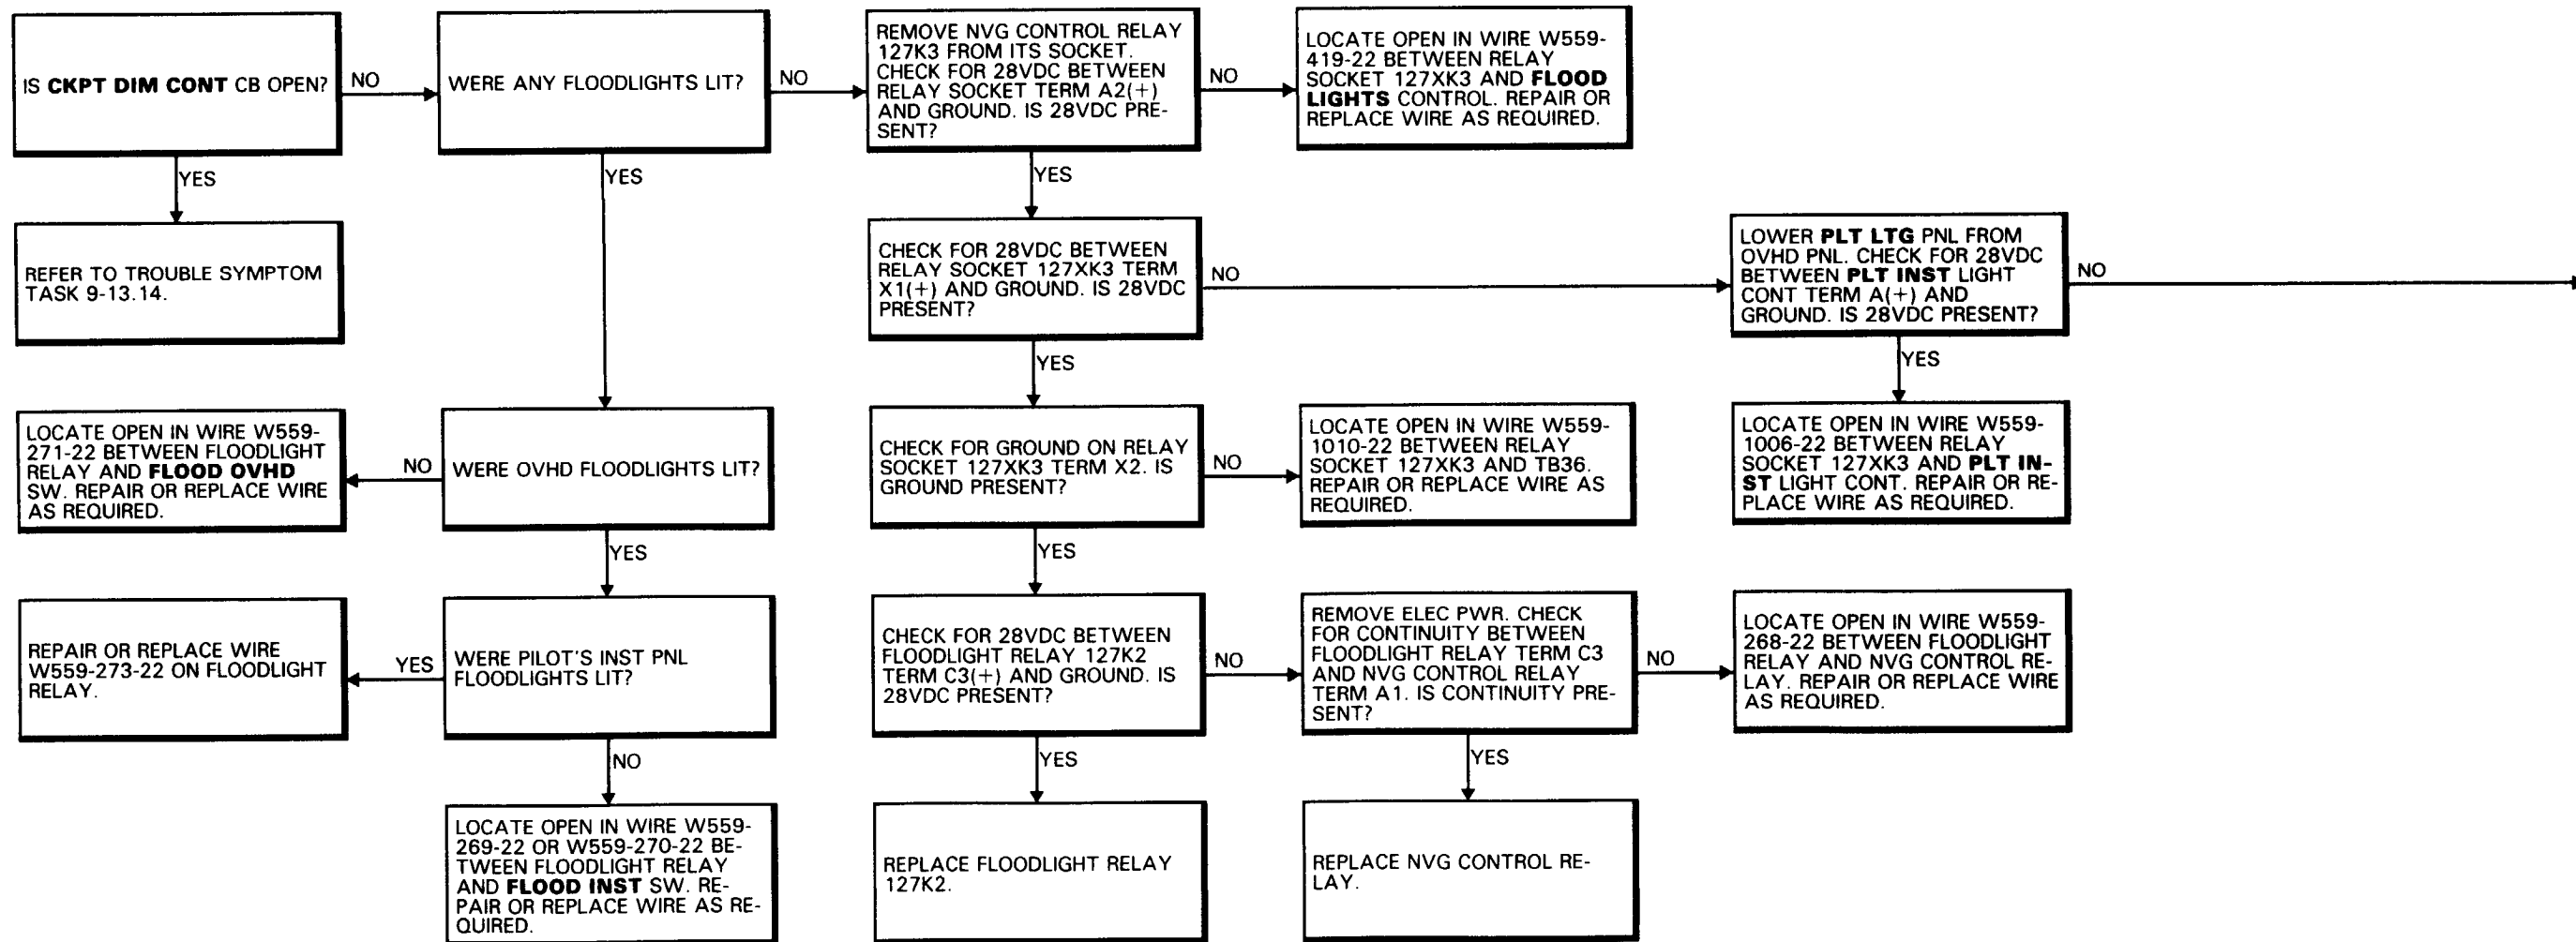 IS CKPT DIM CONT CB OPEN?
NO
YES
WERE ANY FLOODLIGHTS LIT?
NO
YES
REMOVE NVG CONTROL RELAY
127K3 FROM ITS SOCKET.
CHECK FOR 28VDC BETWEEN
RELAY SOCKET TERM A2(+)
AND GROUND. IS 28VDC PRE-
SENT?
NO
YES
LOCATE OPEN IN WIRE W559-
419-22 BETWEEN RELAY
SOCKET 127XK3 AND FLOOD
LIGHTS CONTROL. REPAIR OR
REPLACE WIRE AS REQUIRED.
REFER TO TROUBLE SYMPTOM
TASK 9-13.14.
CHECK FOR 28VDC BETWEEN
RELAY SOCKET 127XK3 TERM
X1(+) AND GROUND. IS 28VDC
PRESENT?
NO
YES
LOWER PLT LTG PNL FROM
OVHD PNL. CHECK FOR 28VDC
BETWEEN PLT INST LIGHT
CONT TERM A(+) AND
GROUND. IS 28VDC PRESENT?
NO
YES
LOCATE OPEN IN WIRE W559-
271-22 BETWEEN FLOODLIGHT
RELAY AND FLOOD OVHD
SW. REPAIR OR REPLACE WIRE
AS REQUIRED.
NO
WERE OVHD FLOODLIGHTS LIT?
YES
CHECK FOR GROUND ON RELAY
SOCKET 127XK3 TERM X2. IS
GROUND PRESENT?
NO
YES
LOCATE OPEN IN WIRE W559-
1010-22 BETWEEN RELAY
SOCKET 127XK3 AND TB36.
REPAIR OR REPLACE WIRE AS
REQUIRED.
LOCATE OPEN IN WIRE W559-
1006-22 BETWEEN RELAY
SOCKET 127XK3 AND PLT IN-
ST LIGHT CONT. REPAIR OR RE-
PLACE WIRE AS REQUIRED.
REPAIR OR REPLACE WIRE
W559-273-22 ON FLOODLIGHT
RELAY.
YES
WERE PILOT'S INST PNL
FLOODLIGHTS LIT?
NO
CHECK FOR 28VDC BETWEEN
FLOODLIGHT RELAY 127K2
TERM C3(+) AND GROUND. IS
28VDC PRESENT?
NO
YES
REMOVE ELEC PWR. CHECK
FOR CONTINUITY BETWEEN
FLOODLIGHT RELAY TERM C3
AND NVG CONTROL RELAY
TERM A1. IS CONTINUITY PRE-
SENT?
NO
YES
LOCATE OPEN IN WIRE W559-
268-22 BETWEEN FLOODLIGHT
RELAY AND NVG CONTROL RE-
LAY. REPAIR OR REPLACE WIRE
AS REQUIRED.
LOCATE OPEN IN WIRE W559-
269-22 OR W559-270-22 BE-
TWEEN FLOODLIGHT RELAY
AND FLOOD INST SW. RE-
PAIR OR REPLACE WIRE AS RE-
QUIRED.
REPLACE FLOODLIGHT RELAY
127K2.
REPLACE NVG CONTROL RE-
LAY.